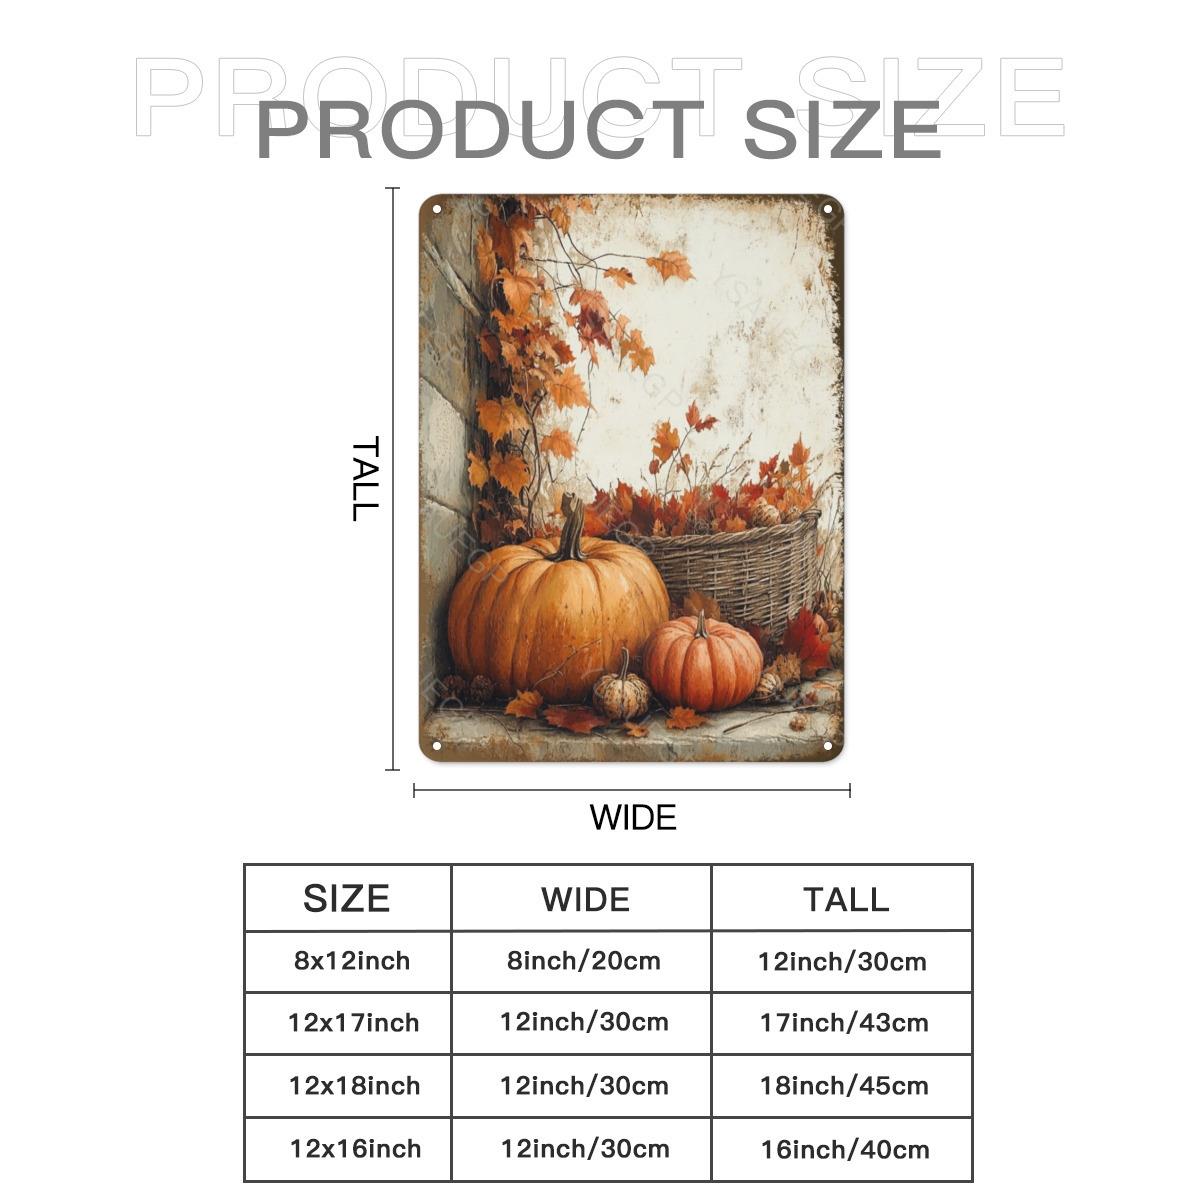 PRODUCT SIZE
PRODUCT SIZE
TALL
WIDE
SIZE WIDE TALL
8x12inch 8inch/20cm 12inch/30cm
12x17inch 12inch/30cm 17inch/43cm
12x18inch 12inch/30cm 18inch/45cm
12x16inch 12inch/30cm 16inch/40cm